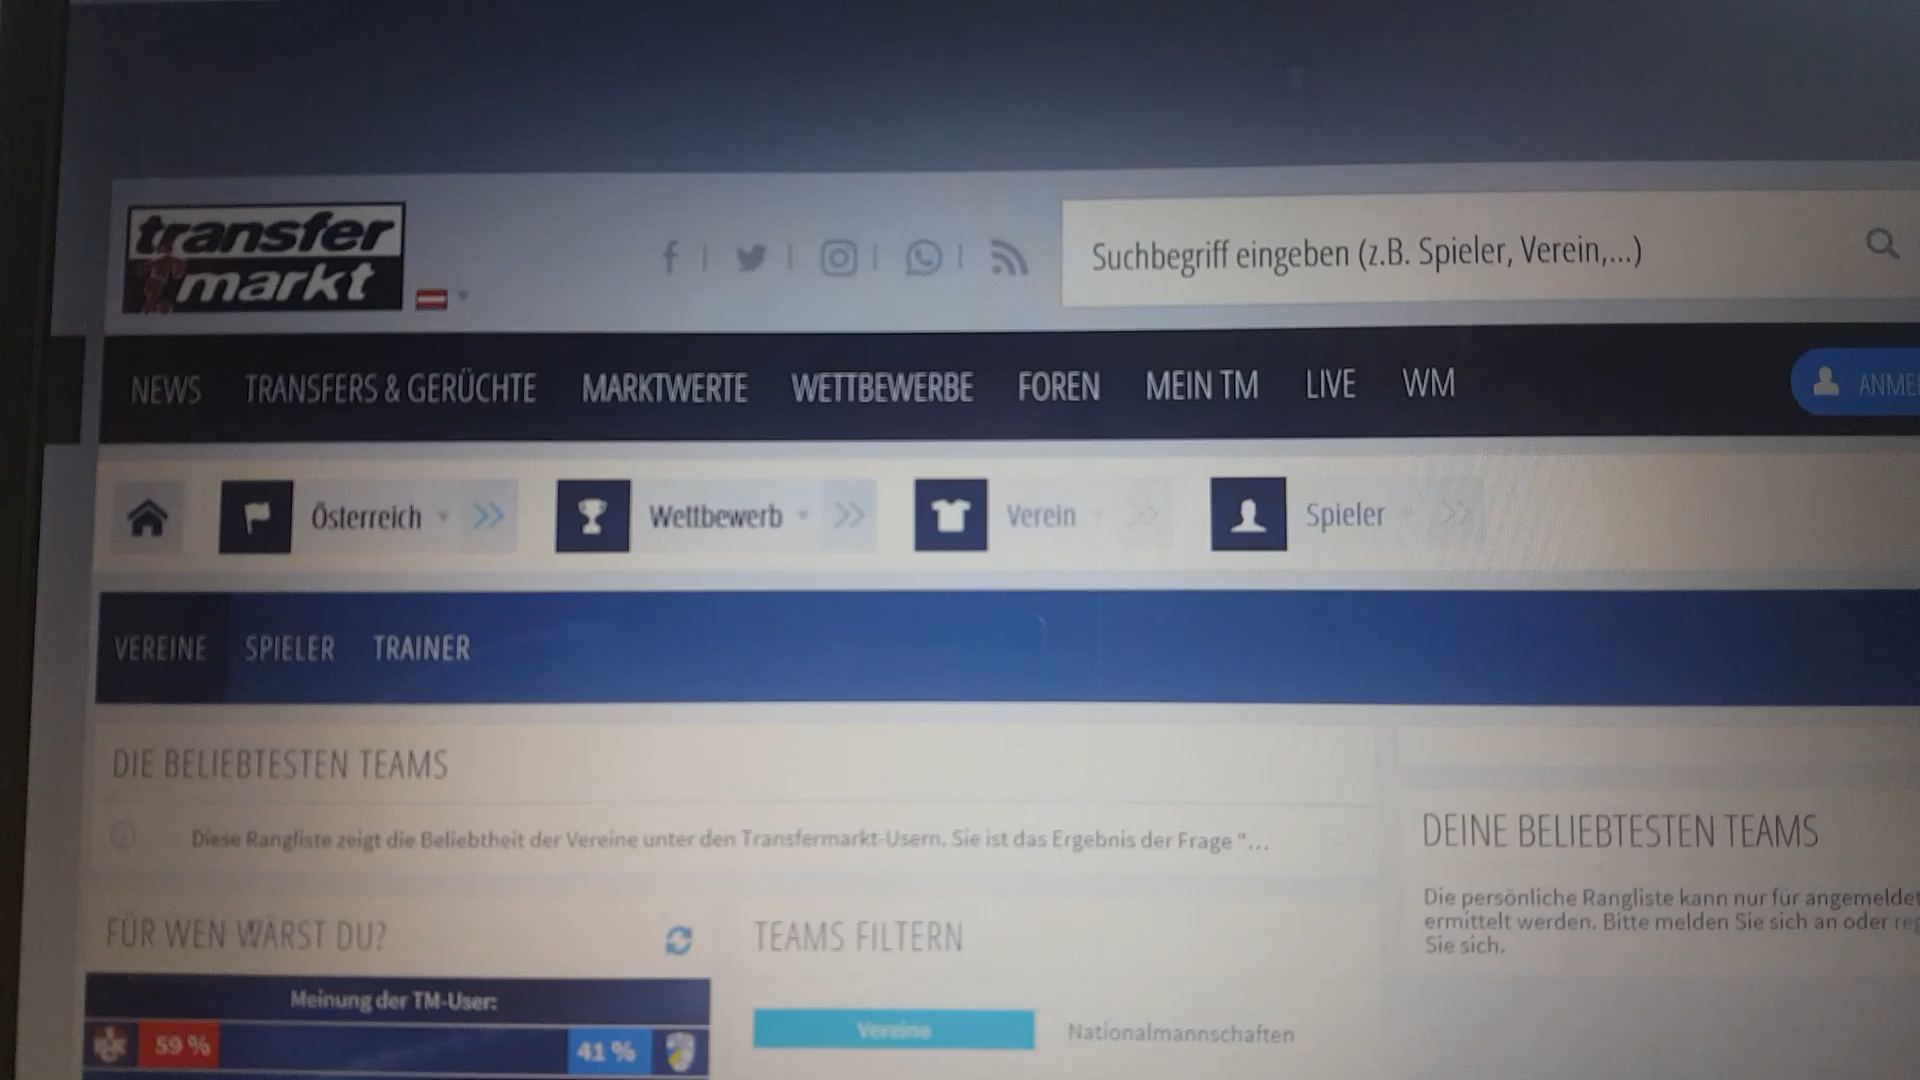 transfer
markt
Suchbegriff eingeben (z.B. Spieler, Verein,...)
NEWS TRANSFERS & GERÜCHTE MARKTWERTE WETTBEWERBE FOREN MEIN TM LIVE WM
Österreich Wettbewerb Verein Spieler
VEREINE SPIELER TRAINER
DIE BELIEBTESTEN TEAMS
Diese Rangliste zeigt die Beliebtheit der Vereine unter den Transfermarkt-Usern. Sie ist das Ergebnis der Frage "...
DEINE BELIEBTESTEN TEAMS
Die persönliche Rangliste kann nur für
ermittelt werden. Bitte melden Sie sich an oder
Sie sich.
FÜR WEN WÄRST DU?
TEAMS FILTERN
Meinung der TM-User:
59 % 41 %
Vereine Nationalmannschaften